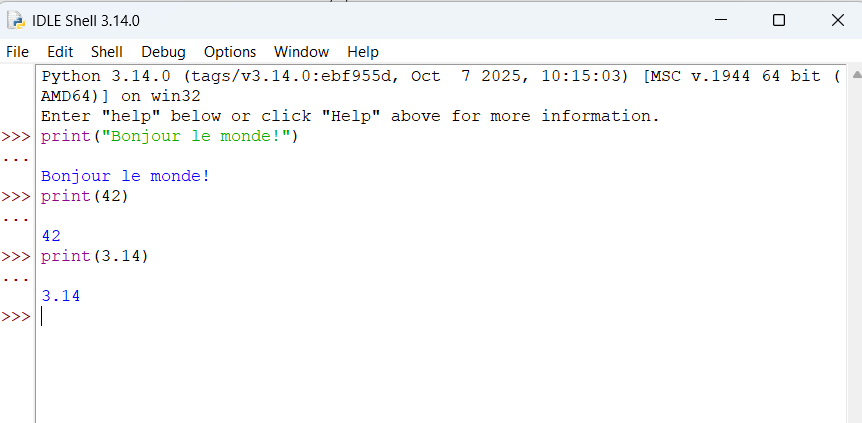 IDLE Shell 3.14.0
File Edit Shell Debug Options Window Help
Python 3.14.0 (tags/v3.14.0:ebf955d, Oct  7 2025, 10:15:03) [MSC v.1944 64 bit (
AMD64)] on win32
Enter "help" below or click "Help" above for more information.
>>> print("Bonjour le monde!")
...
Bonjour le monde!
>>> print(42)
...
42
>>> print(3.14)
...
3.14
>>>